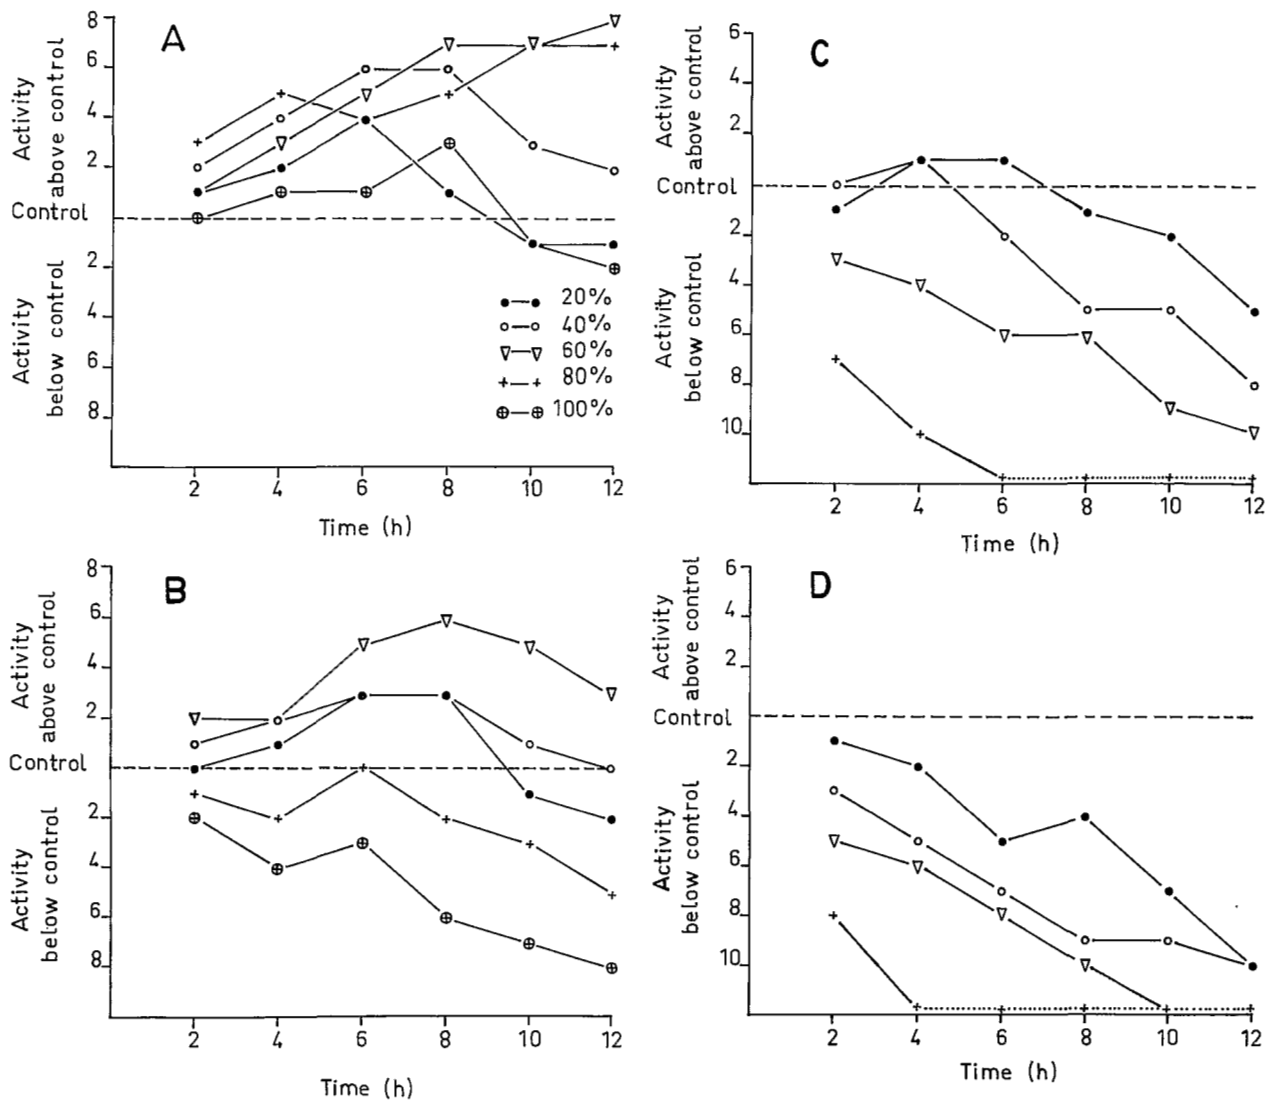 A
8
6
4
2
Control
2
4
6
8
Activity
above control
Activity
below control
20%
40%
60%
80%
100%
2 4 6 8 10 12
Time (h)
C
6
4
2
Control
2
4
6
8
10
Activity
above control
Activity
below control
2 4 6 8 10 12
Time (h)
B
8
6
4
2
Control
2
4
6
8
Activity
above control
Activity
below control
2 4 6 8 10 12
Time (h)
D
6
4
2
Control
2
4
6
8
10
Activity
above control
Activity
below control
2 4 6 8 10 12
Time (h)